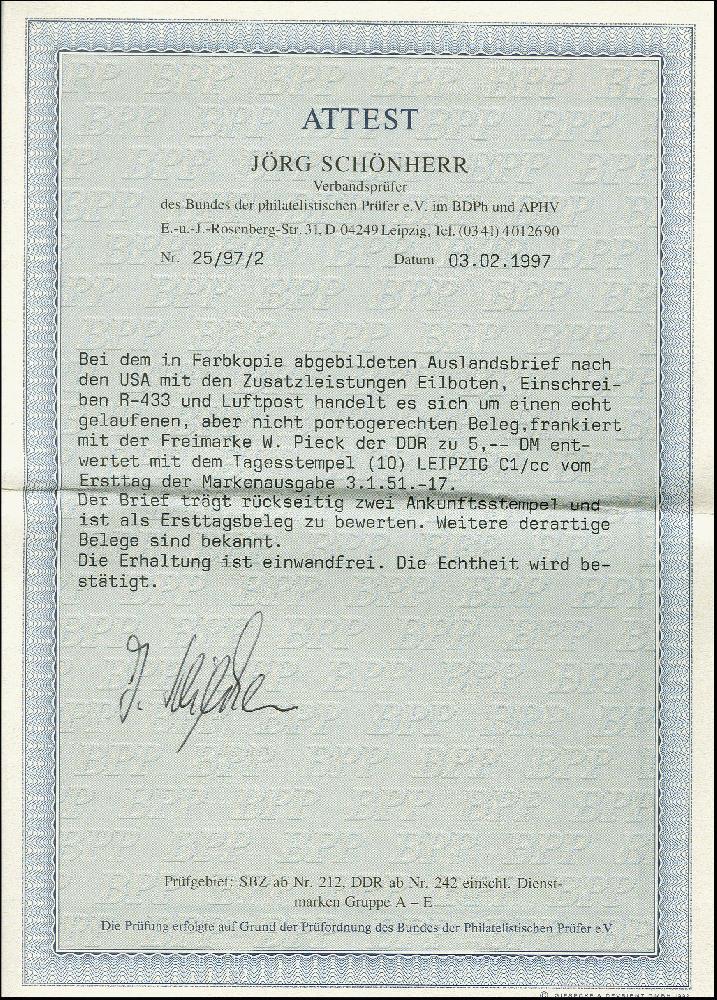 ATTEST
JÖRG SCHÖNHERR
Verbandsprüfer
des Bundes der philatelistischen Prüfer e.V. im BDPh und APHV
E.-u.-J.-Rosenberg-Str. 31, D-04249 Leipzig, Tel. (0341) 4012690
Nr. 25/97/2 Datum 03.02.1997
Bei dem in Farbkopie abgebildeten Auslandsbrief nach
den USA mit den Zusatzleistungen Eilboten, Einschrei-
ben R-433 und Luftpost handelt es sich um einen echt
gelaufenen, aber nicht portogerechten Beleg,frankiert
mit der Freimarke W. Pieck der DDR zu 5,-- DM ent-
wertet mit dem Tagesstempel (10) LEIPZIG C1/cc vom
Ersttag der Markenausgabe 3.1.51.-17.
Der Brief trägt rückseitig zwei Ankunftsstempel und
ist als Ersttagsbeleg zu bewerten. Weitere derartige
Belege sind bekannt.
Die Erhaltung ist einwandfrei. Die Echtheit wird be-
stätigt.
Prüfgebiet: SBZ ab Nr. 212, DDR ab Nr. 242 einschl. Dienst-
marken Gruppe A – E
Die Prüfung erfolgte auf Grund der Prüfordnung des Bundes der Philatelistischen Prüfer e.V.